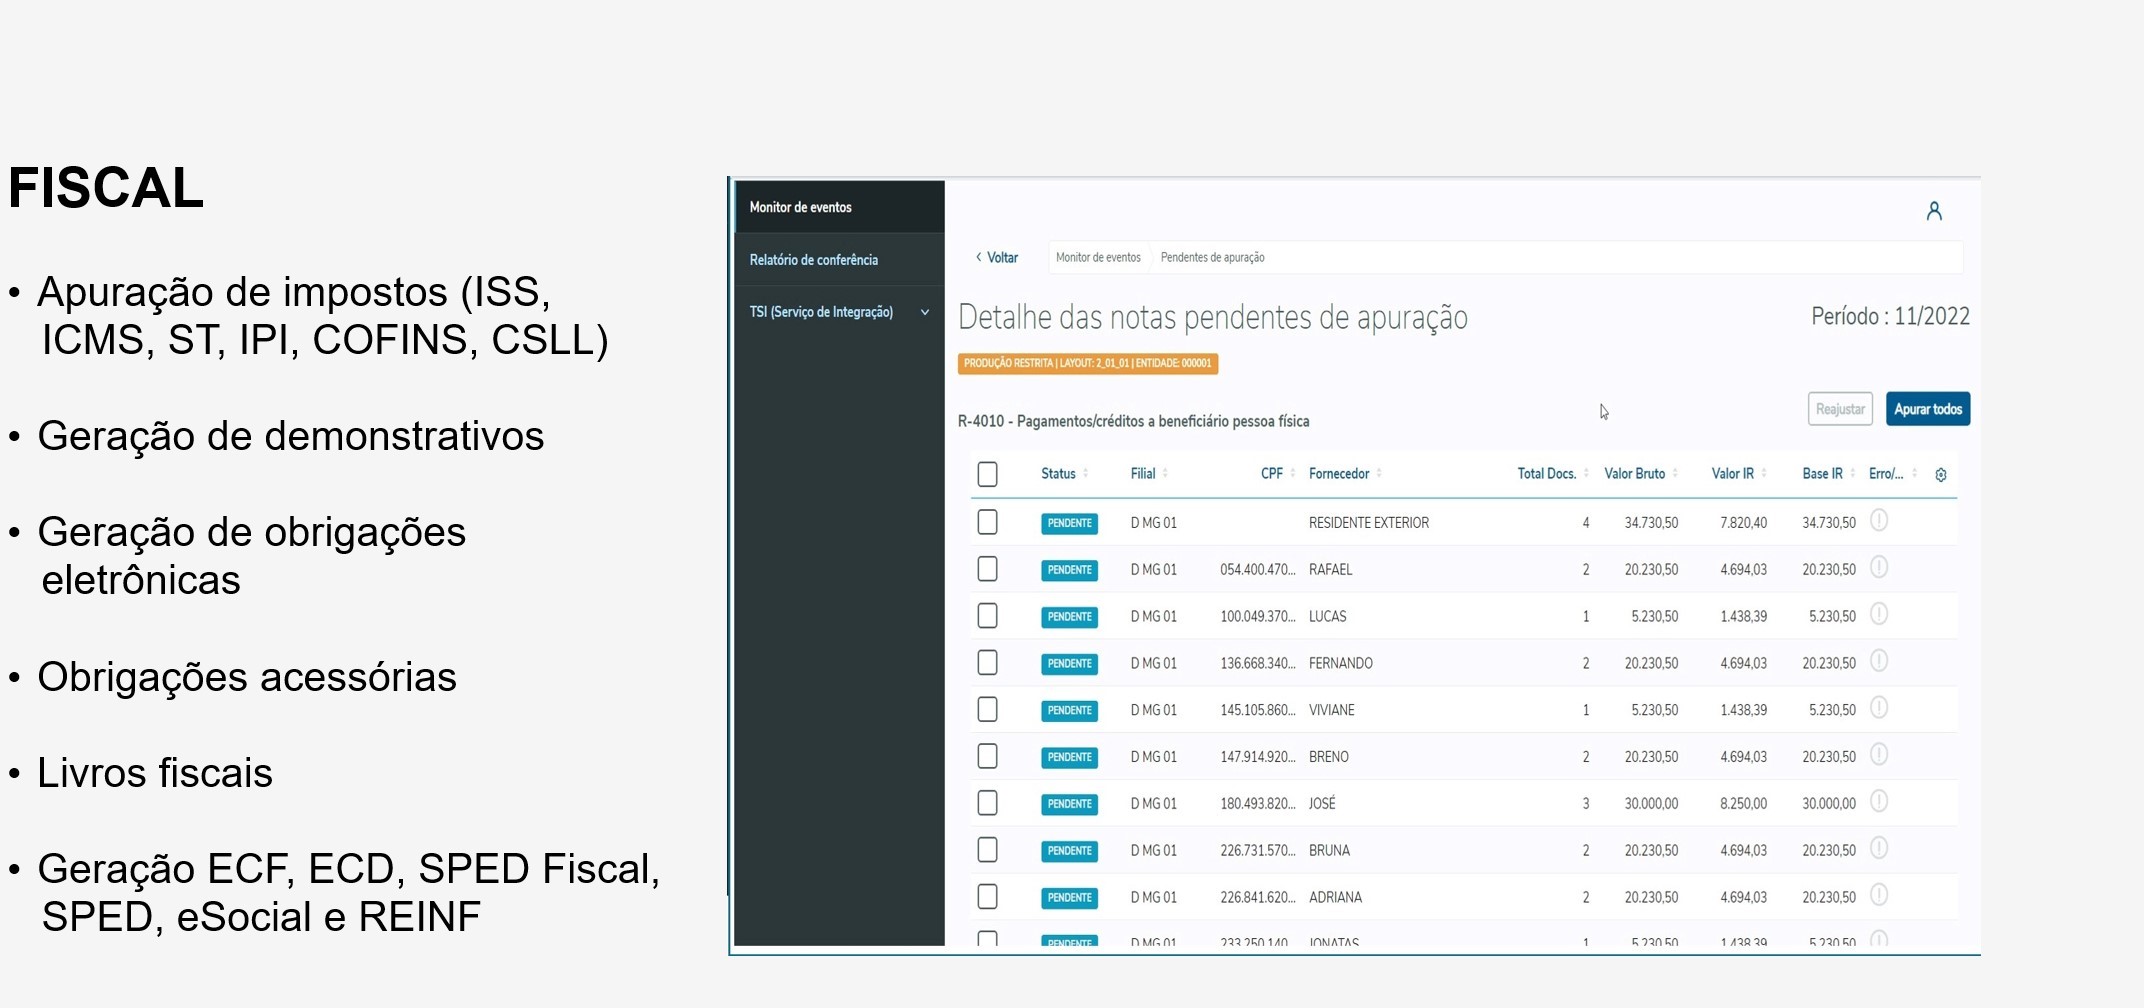 FISCAL
• Apuração de impostos (ISS,
ICMS, ST, IPI, COFINS, CSLL)
• Geração de demonstrativos
• Geração de obrigações
eletrônicas
• Obrigações acessórias
• Livros fiscais
• Geração ECF, ECD, SPED Fiscal,
SPED, eSocial e REINF
Monitor de eventos
Relatório de conferência
TSI (Serviço de Integração)
Voltar Monitor de eventos Pendentes de apuração
Detalhe das notas pendentes de apuração Período : 11/2022
PRODUÇÃO RESTRITA | LAYOUT: 2_01_01 | ENTIDADE: 000001
Reajustar Apurar todos
R-4010 - Pagamentos/créditos a beneficiário pessoa física
Status Filial CPF Fornecedor Total Docs. Valor Bruto Valor IR Base IR Erro/...
PENDENTE D MG 01 RESIDENTE EXTERIOR 4 34.730,50 7.820,40 34.730,50
PENDENTE D MG 01 054.400.470... RAFAEL 2 20.230,50 4.694,03 20.230,50
PENDENTE D MG 01 100.049.370... LUCAS 1 5.230,50 1.438,39 5.230,50
PENDENTE D MG 01 136.668.340... FERNANDO 2 20.230,50 4.694,03 20.230,50
PENDENTE D MG 01 145.105.860... VIVIANE 1 5.230,50 1.438,39 5.230,50
PENDENTE D MG 01 147.914.920... BRENO 2 20.230,50 4.694,03 20.230,50
PENDENTE D MG 01 180.493.820... JOSÉ 3 30.000,00 8.250,00 30.000,00
PENDENTE D MG 01 226.731.570... BRUNA 2 20.230,50 4.694,03 20.230,50
PENDENTE D MG 01 226.841.620... ADRIANA 2 20.230,50 4.694,03 20.230,50
PENDENTE D MG 01 233.250.140... JONATAS 1 5.230,50 1.438,39 5.230,50